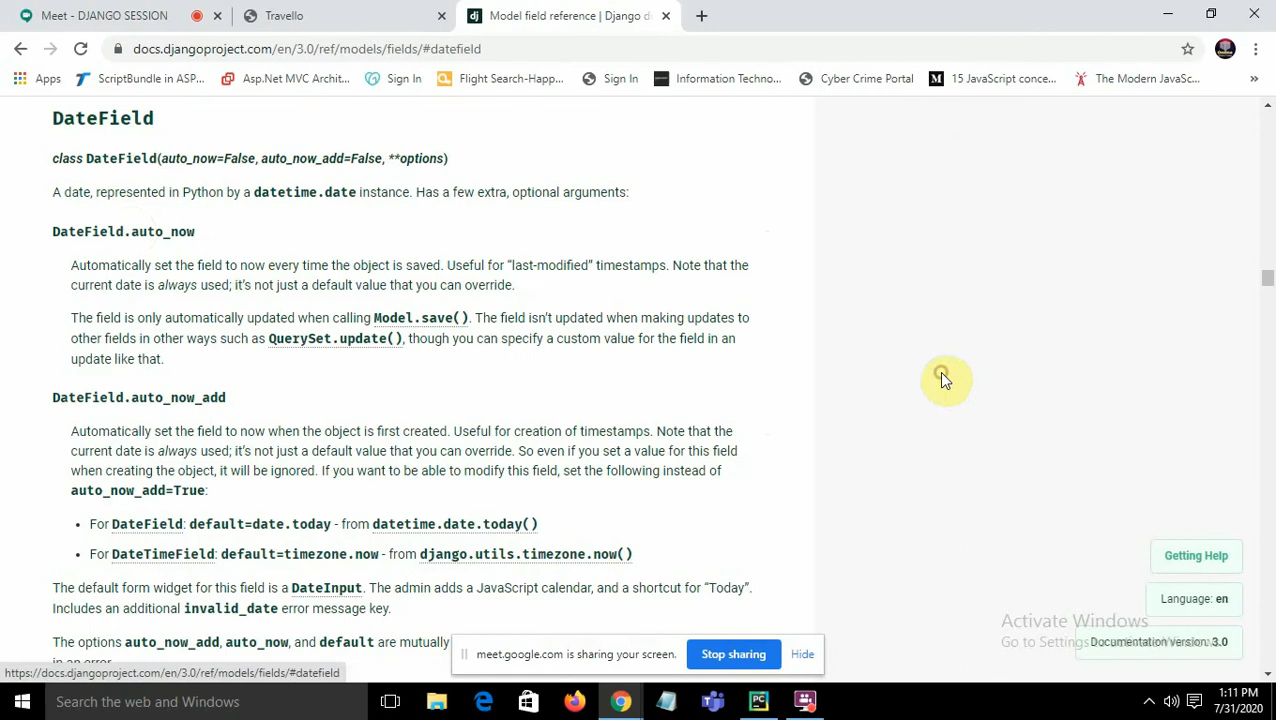 Meet - DJANGO SESSION
Travello
dj Model field reference | Django d
docs.djangoproject.com/en/3.0/ref/models/fields/#datefield
Apps ScriptBundle in ASP... Asp.Net MVC Archit... Sign In Flight Search-Happ... Sign In Information Techno... Cyber Crime Portal M 15 JavaScript conce... The Modern JavaSc... »
DateField
class DateField(auto_now=False, auto_now_add=False, **options)
A date, represented in Python by a datetime.date instance. Has a few extra, optional arguments:
DateField.auto_now
Automatically set the field to now every time the object is saved. Useful for “last-modified” timestamps. Note that the
current date is always used; it’s not just a default value that you can override.
The field is only automatically updated when calling Model.save(). The field isn’t updated when making updates to
other fields in other ways such as QuerySet.update(), though you can specify a custom value for the field in an
update like that.
DateField.auto_now_add
Automatically set the field to now when the object is first created. Useful for creation of timestamps. Note that the
current date is always used; it’s not just a default value that you can override. So even if you set a value for this field
when creating the object, it will be ignored. If you want to be able to modify this field, set the following instead of
auto_now_add=True:
• For DateField: default=date.today - from datetime.date.today()
• For DateTimeField: default=timezone.now - from django.utils.timezone.now()
The default form widget for this field is a DateInput. The admin adds a JavaScript calendar, and a shortcut for “Today”.
Includes an additional invalid_date error message key.
The options auto_now_add, auto_now, and default are mutually
in an error.
Getting Help
Language: en
Documentation version: 3.0
Activate Windows
Go to Settings
meet.google.com is sharing your screen. Stop sharing Hide
https://docs.djangoproject.com/en/3.0/ref/models/fields/#datefield
Search the web and Windows
1:11 PM
7/31/2020